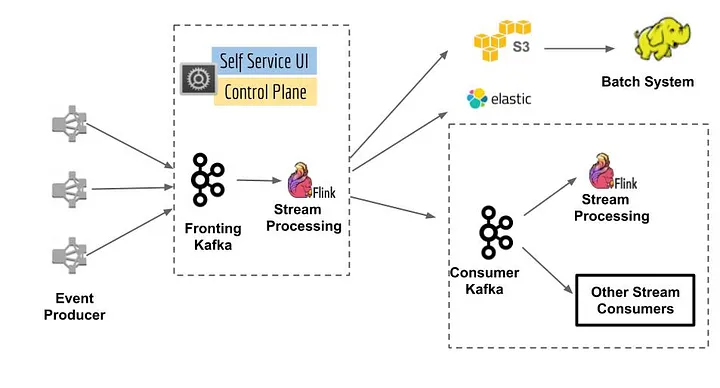 Self Service UI
Control Plane
S3
Batch System
elastic
Fronting
Kafka
Flink
Stream
Processing
Event
Producer
Consumer
Kafka
Flink
Stream
Processing
Other Stream
Consumers